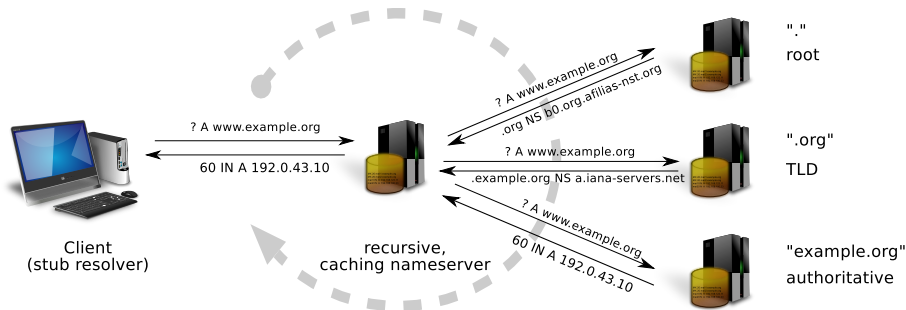 ? A www.example.org
60 IN A 192.0.43.10
Client
(stub resolver)
recursive,
caching nameserver
? A www.example.org
.org NS b0.org.afilias-nst.org
"."
root
? A www.example.org
.example.org NS a.iana-servers.net
".org"
TLD
? A www.example.org
60 IN A 192.0.43.10
"example.org"
authoritative